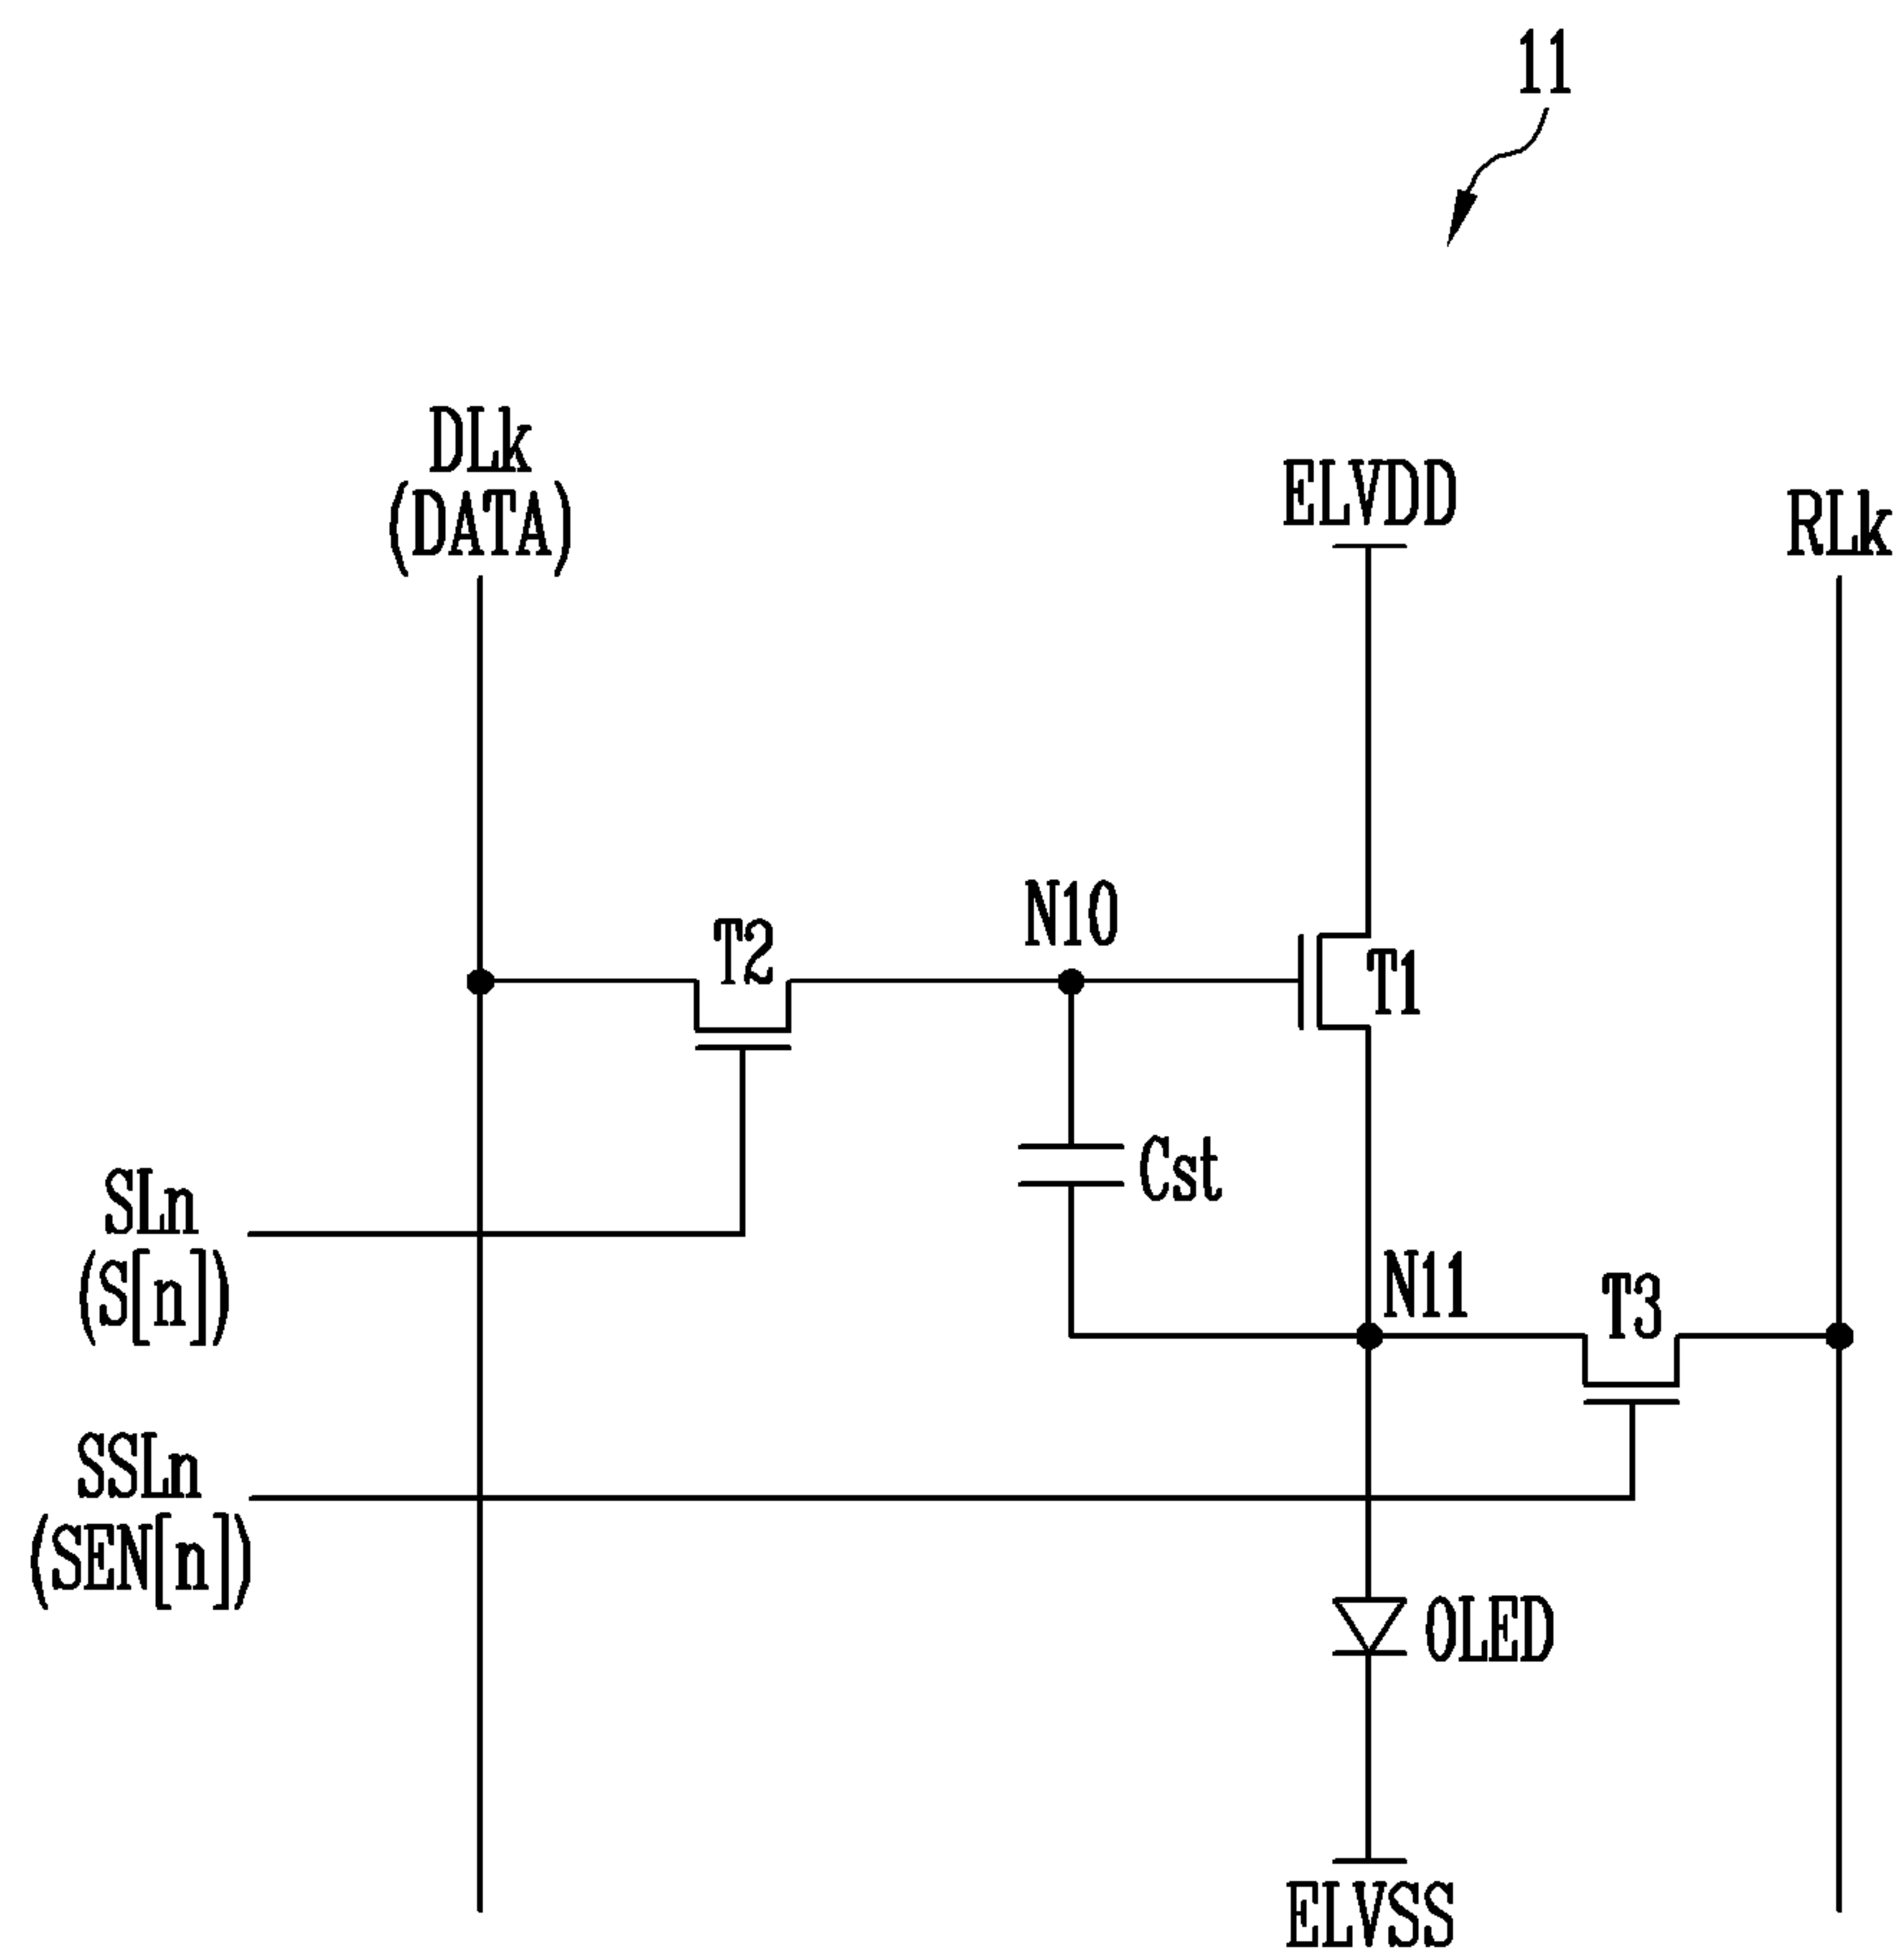 11
DLk
(DATA)
ELVDD
RLk
N10
T2
T1
Cst
SLn
(S[n])
N11
T3
SSLn
(SEN[n])
OLED
ELVSS